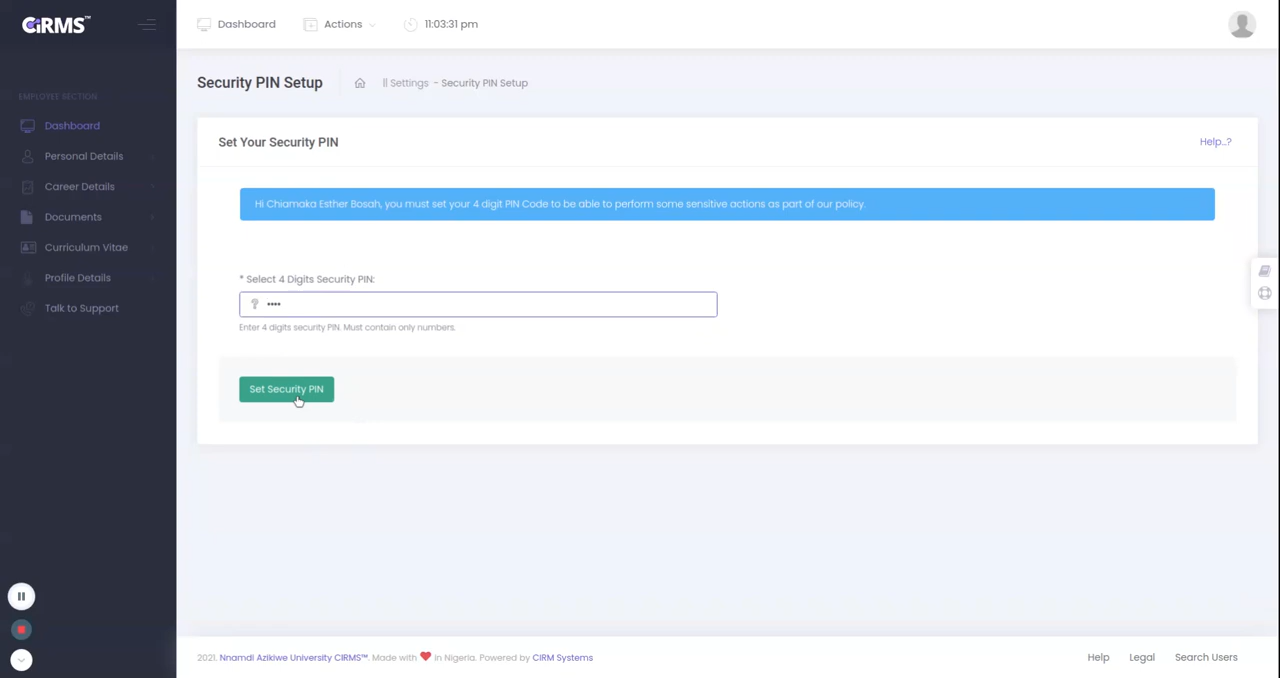 CiRMS™
Dashboard
Actions
11:03:31 pm
Security PIN Setup
|| Settings - Security PIN Setup
EMPLOYEE SECTION
Dashboard
Personal Details
Career Details
Documents
Curriculum Vitae
Profile Details
Talk to Support
Set Your Security PIN
Help...?
Hi Chiamaka Esther Bosah, you must set your 4 digit PIN Code to be able to perform some sensitive actions as part of our policy.
* Select 4 Digits Security PIN:
••••
Enter 4 digits security PIN. Must contain only numbers.
Set Security PIN
2021. Nnamdi Azikiwe University CIRMS™. Made with ❤ in Nigeria. Powered by CIRM Systems
Help
Legal
Search Users